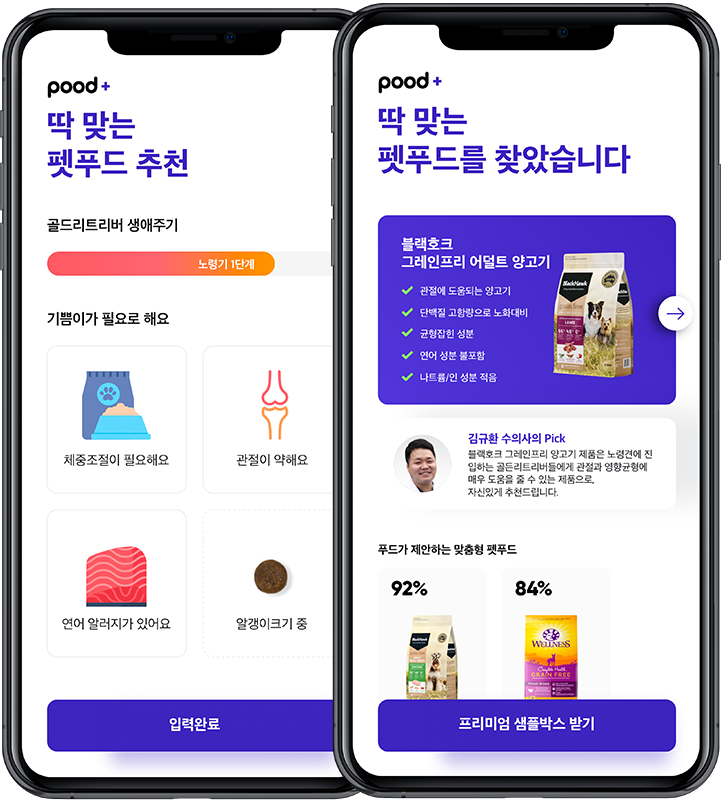 pood+
딱 맞는
펫푸드 추천
골드리트리버 생애주기
노령기 1단계
기쁨이가 필요로 해요
체중조절이 필요해요
관절이 약해요
연어 알러지가 있어요
알갱이크기 중
입력완료
pood+
딱 맞는
펫푸드를 찾았습니다
블랙호크
그레인프리 어덜트 양고기
관절에 도움되는 양고기
단백질 고함량으로 노화대비
균형잡힌 성분
연어 성분 불포함
나트륨/인 성분 적음
BlackHawk
grain free
LAMB
김규환 수의사의 Pick
블랙호크 그레인프리 양고기 제품은 노령견에 진
입하는 골든리트리버들에게 관절과 영향균형에
매우 도움을 줄 수 있는 제품으로,
자신있게 추천드립니다.
푸드가 제안하는 맞춤형 펫푸드
92%
84%
BlackHawk
WELLNESS
Complete Health
GRAIN FREE
프리미엄 샘플박스 받기